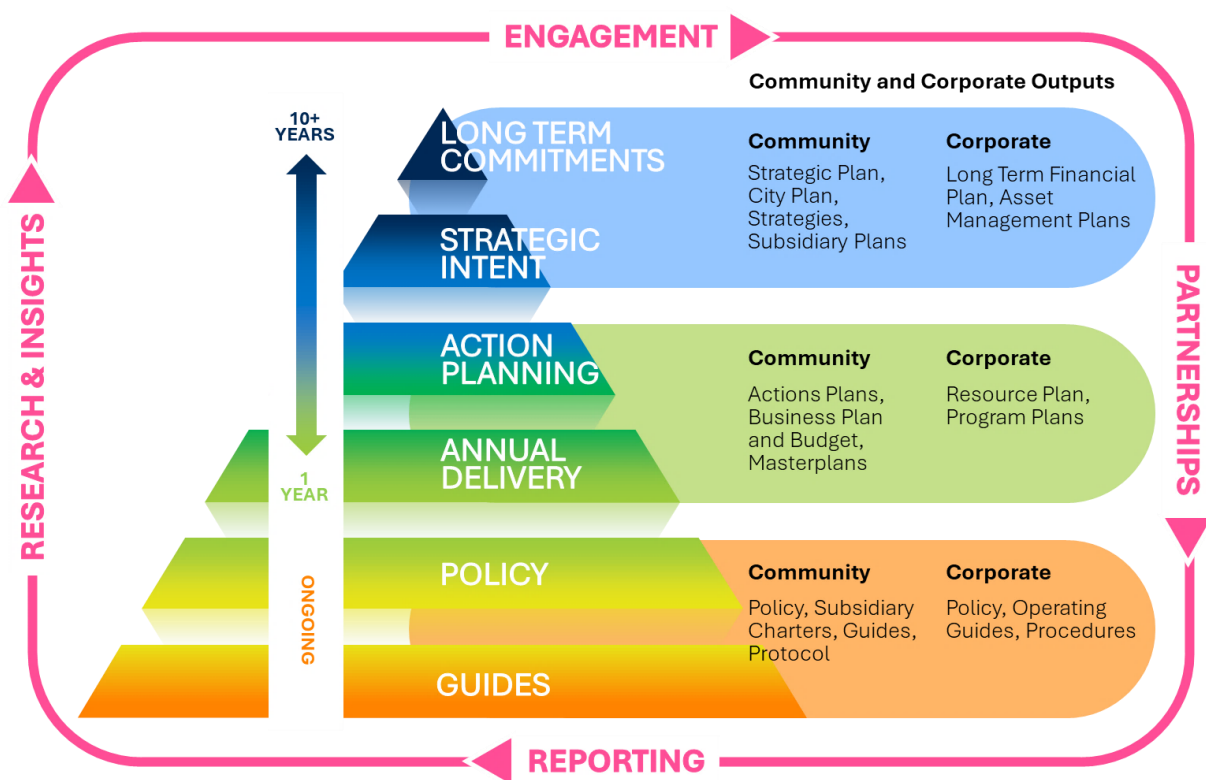 ENGAGEMENT
Community and Corporate Outputs
10+
YEARS
LONG TERM
COMMITMENTS
Community
Strategic Plan,
City Plan,
Strategies,
Subsidiary Plans
Corporate
Long Term Financial
Plan, Asset
Management Plans
STRATEGIC
INTENT
RESEARCH & INSIGHTS
PARTNERSHIPS
ACTION
PLANNING
Community
Actions Plans,
Business Plan
and Budget,
Masterplans
Corporate
Resource Plan,
Program Plans
ANNUAL
DELIVERY
1
YEAR
ONGOING
POLICY
Community
Policy, Subsidiary
Charters, Guides,
Protocol
Corporate
Policy, Operating
Guides, Procedures
GUIDES
REPORTING